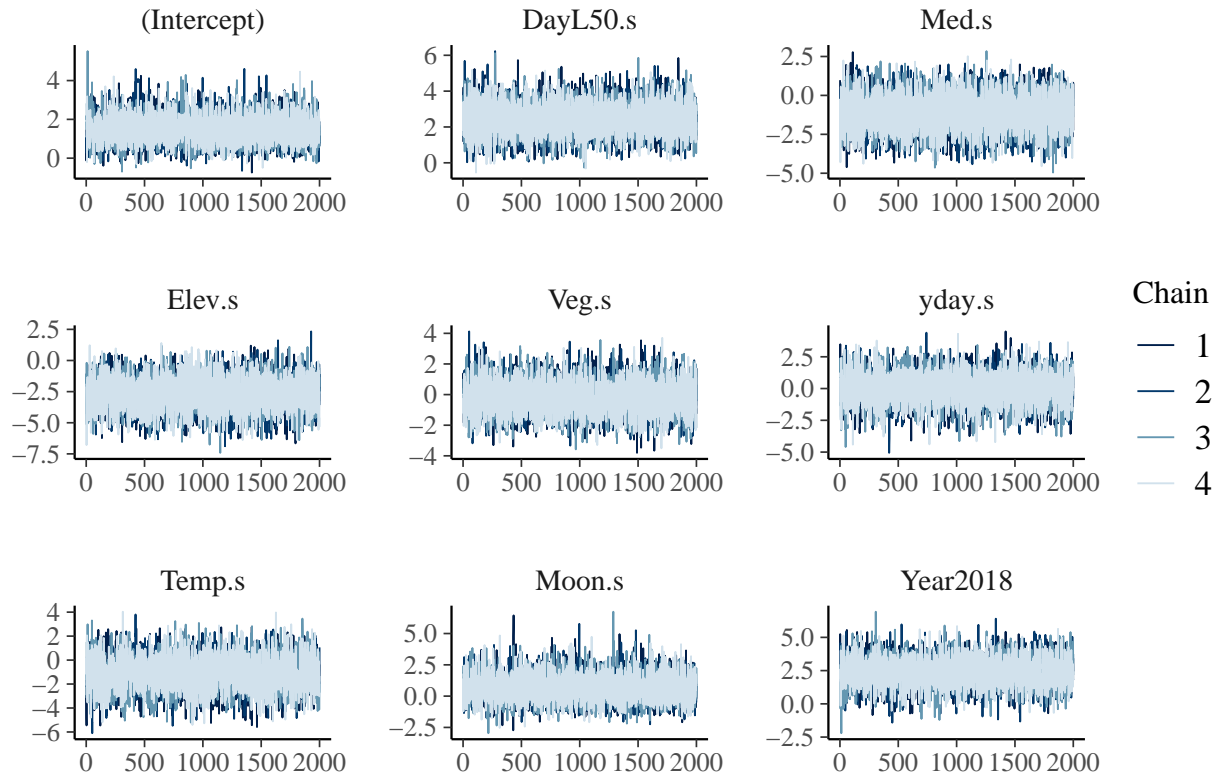 (Intercept) DayL50.s Med.s
4 6 2.5
2 4 0.0
0 2 −2.5
0 −5.0
0 500 1000 1500 2000 0 500 1000 1500 2000 0 500 1000 1500 2000
Elev.s Veg.s yday.s
2.5 4 2.5
0.0 2 0.0
−2.5 0 −2.5
−5.0 −2 −5.0
−7.5 −4
0 500 1000 1500 2000 0 500 1000 1500 2000 0 500 1000 1500 2000
Chain
1
2
3
4
Temp.s Moon.s Year2018
4 5.0 5.0
2 2.5 2.5
0 0.0 0.0
−2 −2.5 −2.5
−4
−6
0 500 1000 1500 2000 0 500 1000 1500 2000 0 500 1000 1500 2000